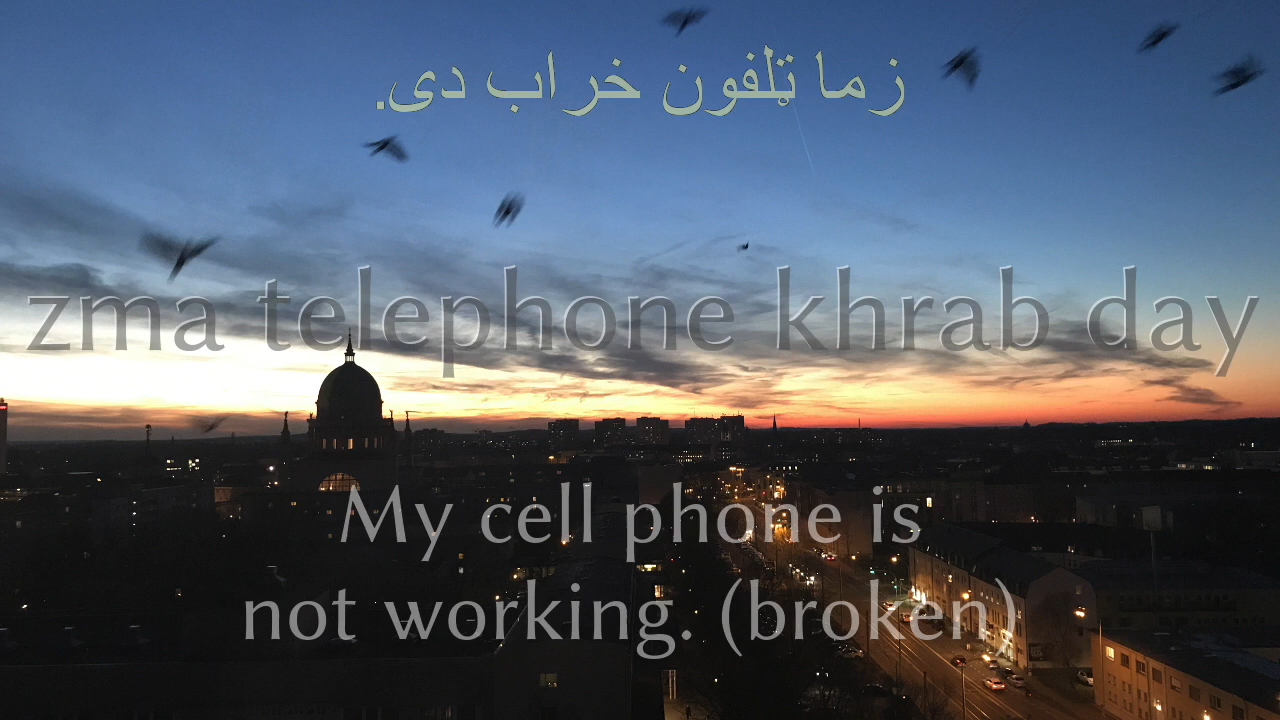 زما ټلفون خراب دی.
zma telephone khrab day
My cell phone is
not working. (broken)